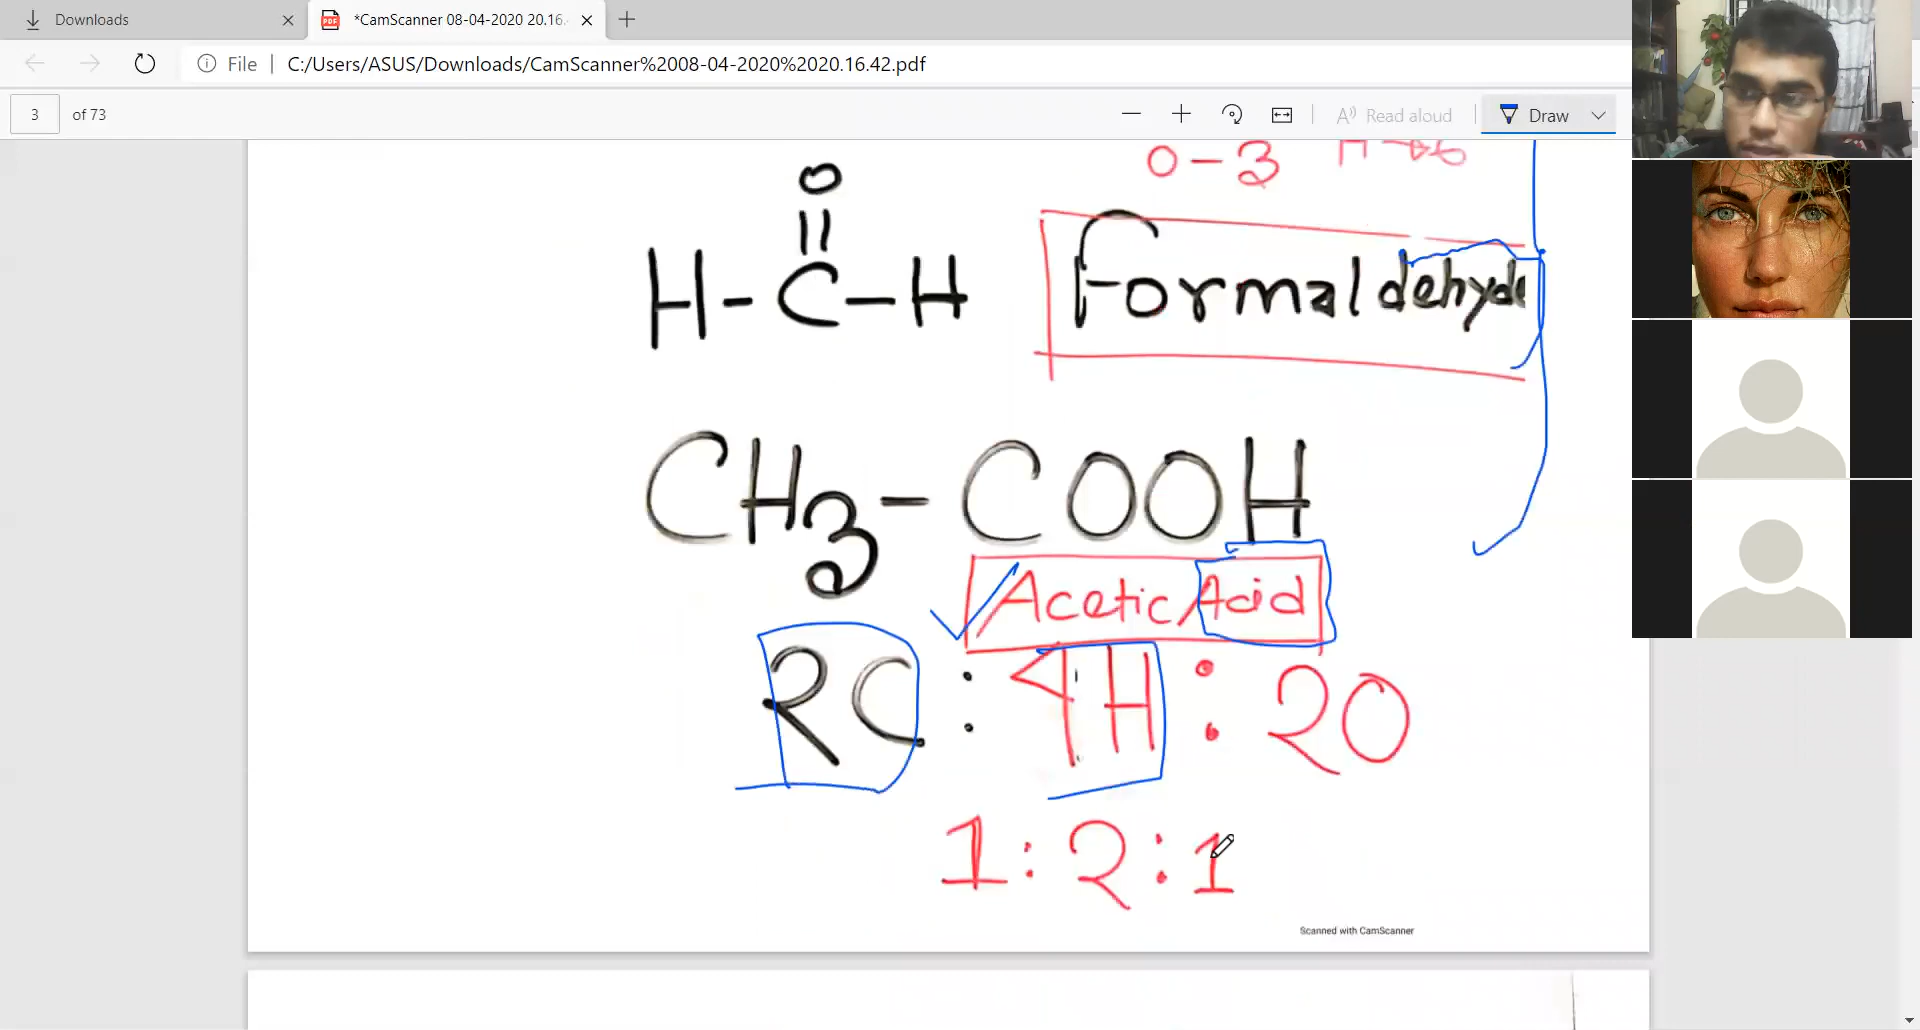 Downloads
*CamScanner 08-04-2020 20.16.
File
C:/Users/ASUS/Downloads/CamScanner%2008-04-2020%2020.16.42.pdf
3 of 73
Read aloud
Draw
O-3
O
H-C-H
Formaldehyde
CH3-COOH
Acetic Acid
2C : 4H : 2O
1:2:1
Scanned with CamScanner